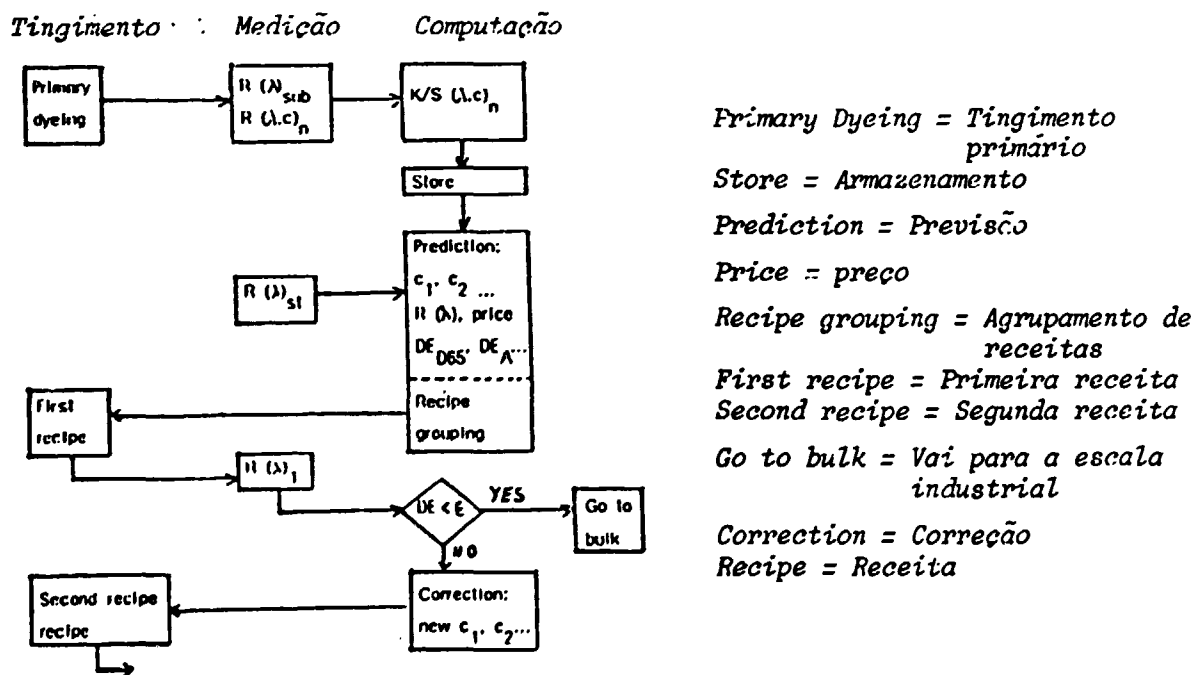 Tingimento Medição Computação
Primary
dyeing
R (λ)sub
R (λ.c)n
K/S (λ.c)n
Store
Prediction:
c1, c2 ...
R (λ), price
DE D65, DE A...
Recipe
grouping
R (λ)st
First
recipe
R (λ)1
DE < E
YES
Go to
bulk
NO
Correction:
new c1, c2...
Second recipe
recipe
Primary Dyeing = Tingimento
primário
Store = Armazenamento
Prediction = Previsão
Price = preço
Recipe grouping = Agrupamento de
receitas
First recipe = Primeira receita
Second recipe = Segunda receita
Go to bulk = Vai para a escala
industrial
Correction = Correção
Recipe = Receita